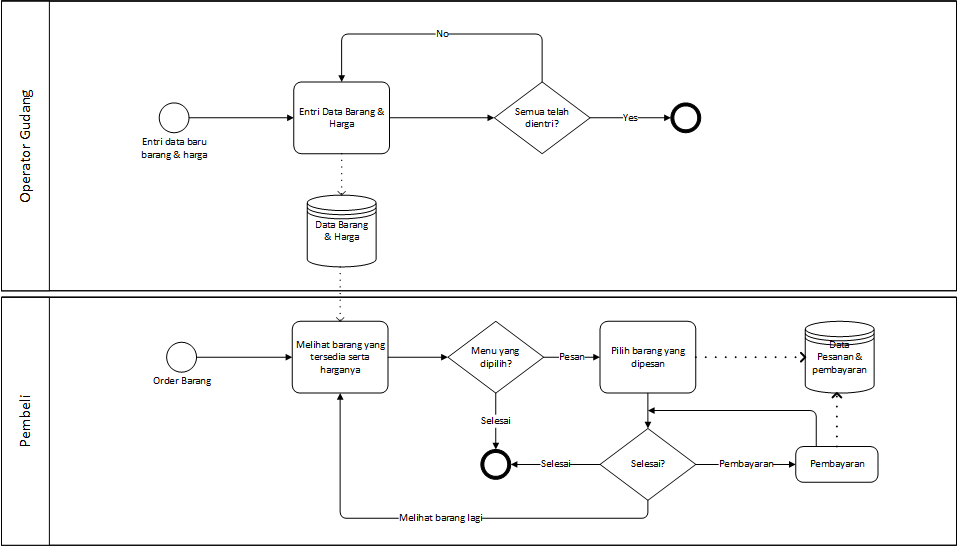 Operator Gudang
No
Entri data baru
barang & harga
Entri Data Barang &
Harga
Semua telah
dientri?
Yes
Data Barang
& Harga
Pembeli
Order Barang
Melihat barang yang
tersedia serta
harganya
Menu yang
dipilih?
Pesan
Pilih barang yang
dipesan
Data
Pesanan &
pembayaran
Selesai
Selesai
Selesai?
Pembayaran
Pembayaran
Melihat barang lagi